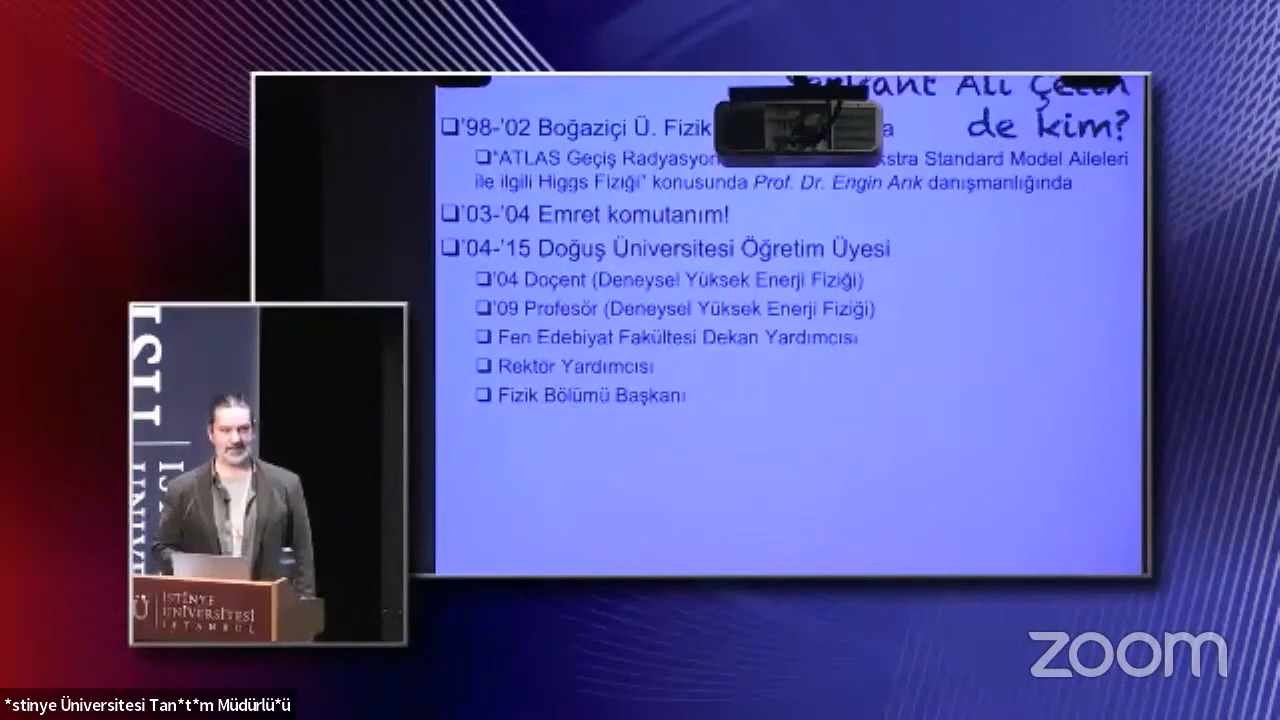 Ali Çetin
de kim?
❑'98-'02 Boğaziçi Ü. Fizik
❑"ATLAS Geçiş Radyasyon Ekstra Standard Model Aileleri
ile ilgili Higgs Fiziği" konusunda Prof. Dr. Engin Arık danışmanlığında
❑'03-'04 Emret komutanım!
❑'04-'15 Doğuş Üniversitesi Öğretim Üyesi
❑'04 Doçent (Deneysel Yüksek Enerji Fiziği)
❑'09 Profesör (Deneysel Yüksek Enerji Fiziği)
❑ Fen Edebiyat Fakültesi Dekan Yardımcısı
❑ Rektör Yardımcısı
❑ Fizik Bölümü Başkanı
İSTİNYE
ÜNİVERSİTESİ
İSTANBUL
zoom
*stinye Üniversitesi Tan*t*m Müdürlü*ü